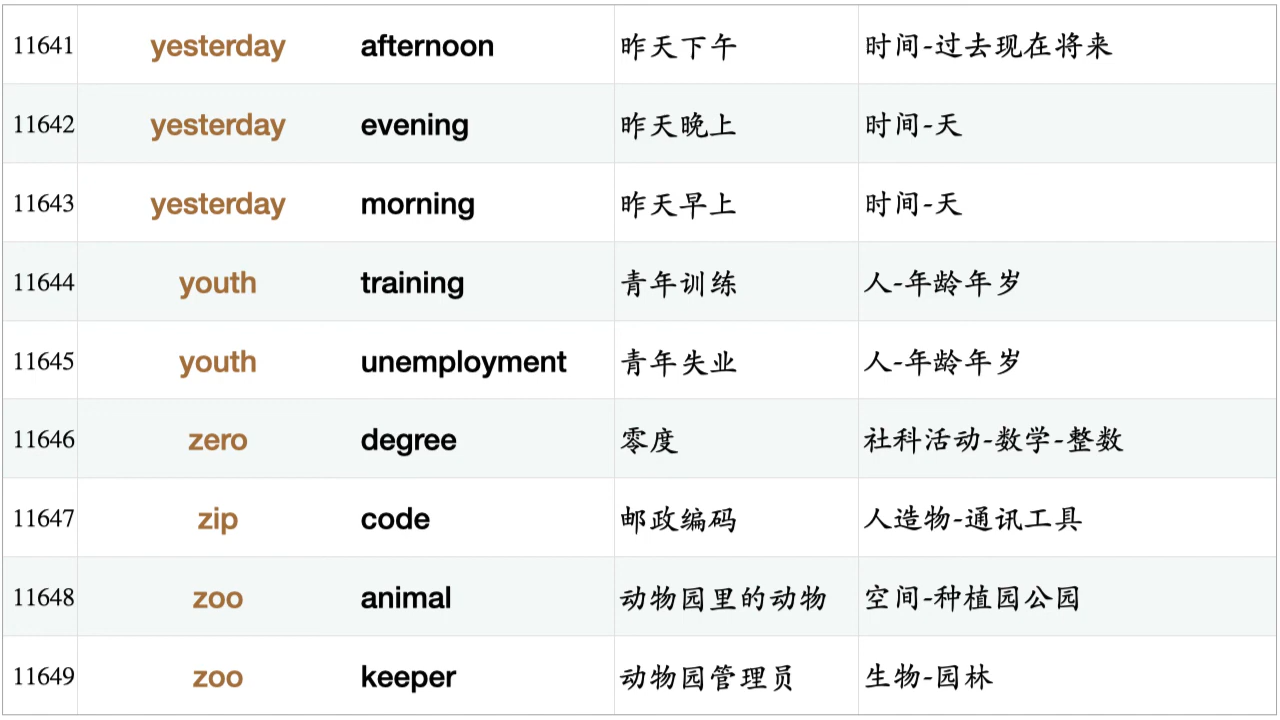 11641 yesterday afternoon 昨天下午 时间-过去现在将来
11642 yesterday evening 昨天晚上 时间-天
11643 yesterday morning 昨天早上 时间-天
11644 youth training 青年训练 人-年龄年岁
11645 youth unemployment 青年失业 人-年龄年岁
11646 zero degree 零度 社科活动-数学-整数
11647 zip code 邮政编码 人造物-通讯工具
11648 zoo animal 动物园里的动物 空间-种植园公园
11649 zoo keeper 动物园管理员 生物-园林